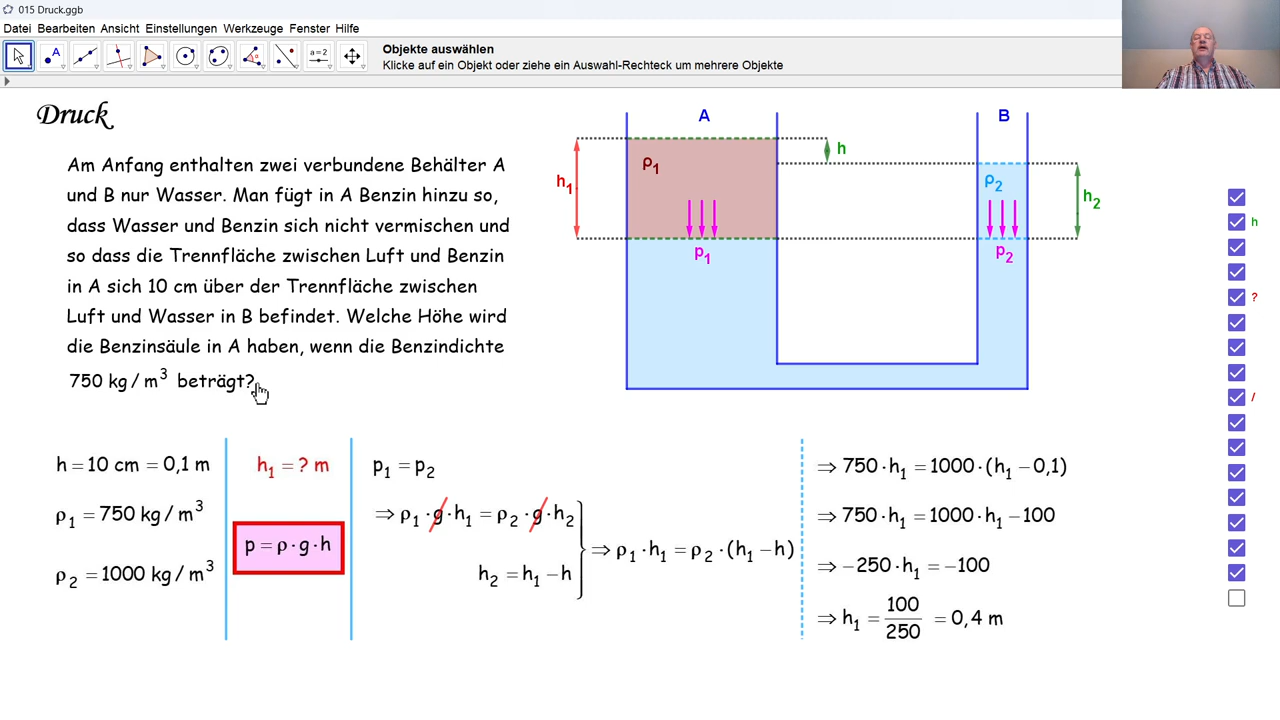 015 Druck.ggb
Datei Bearbeiten Ansicht Einstellungen Werkzeuge Fenster Hilfe
A
a=2
Objekte auswählen
Klicke auf ein Objekt oder ziehe ein Auswahl-Rechteck um mehrere Objekte
Druck
Am Anfang enthalten zwei verbundene Behälter A
und B nur Wasser. Man fügt in A Benzin hinzu so,
dass Wasser und Benzin sich nicht vermischen und
so dass die Trennfläche zwischen Luft und Benzin
in A sich 10 cm über der Trennfläche zwischen
Luft und Wasser in B befindet. Welche Höhe wird
die Benzinsäule in A haben, wenn die Benzindichte
750 kg / m³ beträgt?
A
B
h
ρ₁
ρ₂
h₁
h₂
p₁
p₂
h
?
/
h = 10 cm = 0,1 m
ρ₁ = 750 kg / m³
ρ₂ = 1000 kg / m³
h₁ = ? m
p = ρ · g · h
p₁ = p₂
⇒ ρ₁ · g · h₁ = ρ₂ · g · h₂
h₂ = h₁ − h
⇒ ρ₁ · h₁ = ρ₂ · (h₁ − h)
⇒ 750 · h₁ = 1000 · (h₁ − 0,1)
⇒ 750 · h₁ = 1000 · h₁ − 100
⇒ −250 · h₁ = −100
⇒ h₁ = 100/250 = 0,4 m